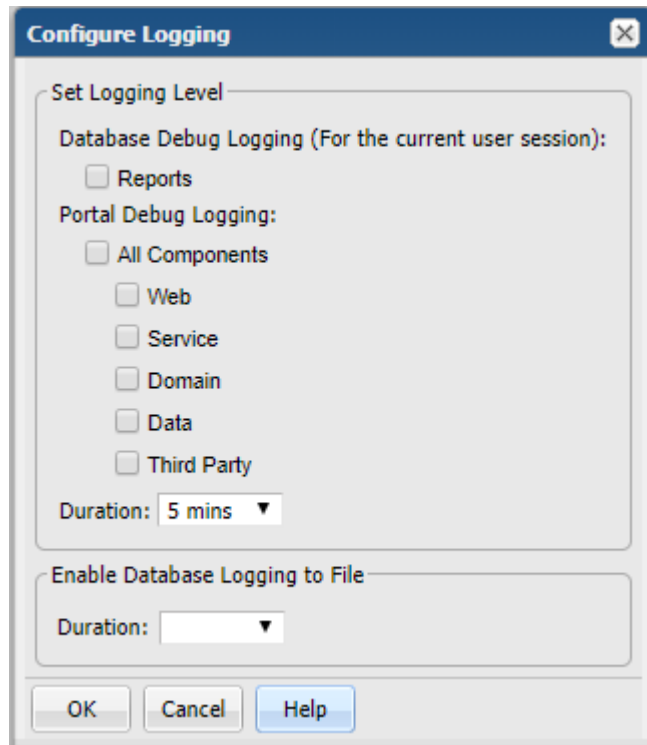 Configure Logging
Set Logging Level
Database Debug Logging (For the current user session):
Reports
Portal Debug Logging:
All Components
Web
Service
Domain
Data
Third Party
Duration: 5 mins
Enable Database Logging to File
Duration:
OK Cancel Help